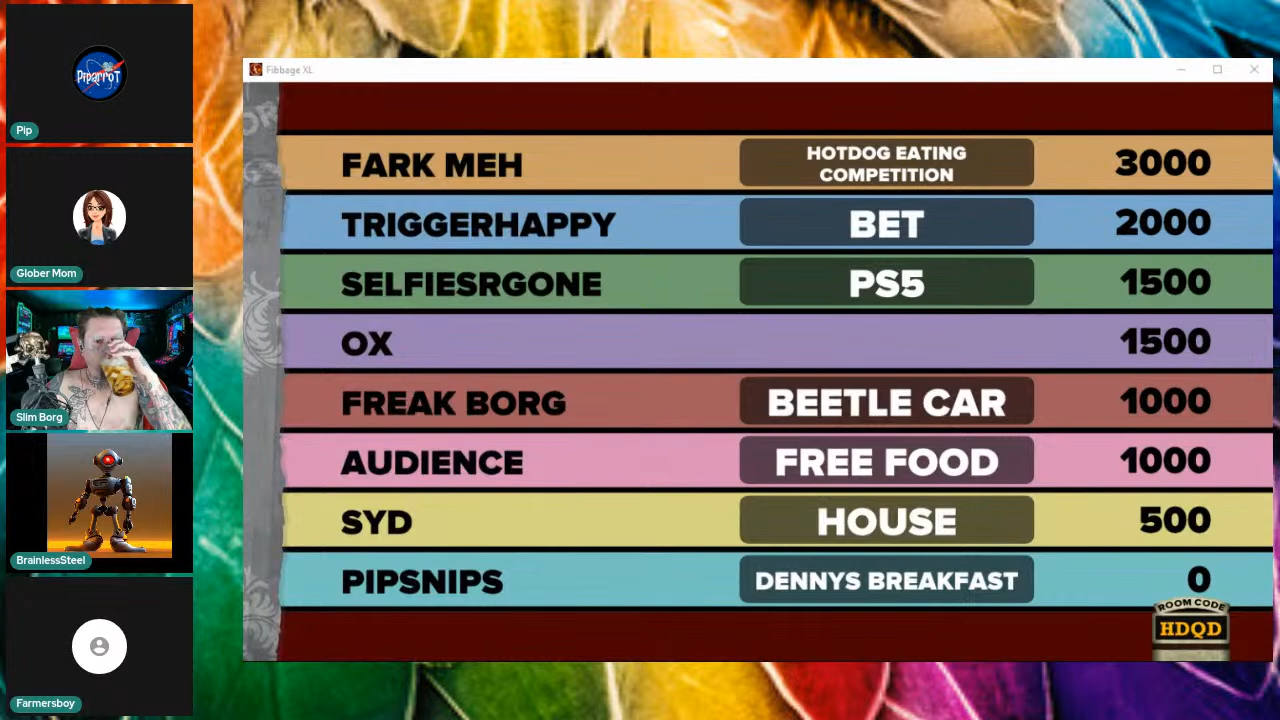 PiparroT
Pip
Glober Mom
Slim Borg
BrainlessSteel
Farmersboy
Fibbage XL
FARK MEH HOTDOG EATING COMPETITION 3000
TRIGGERHAPPY BET 2000
SELFIESRGONE PS5 1500
OX 1500
FREAK BORG BEETLE CAR 1000
AUDIENCE FREE FOOD 1000
SYD HOUSE 500
PIPSNIPS DENNYS BREAKFAST 0
ROOM CODE
HDQD